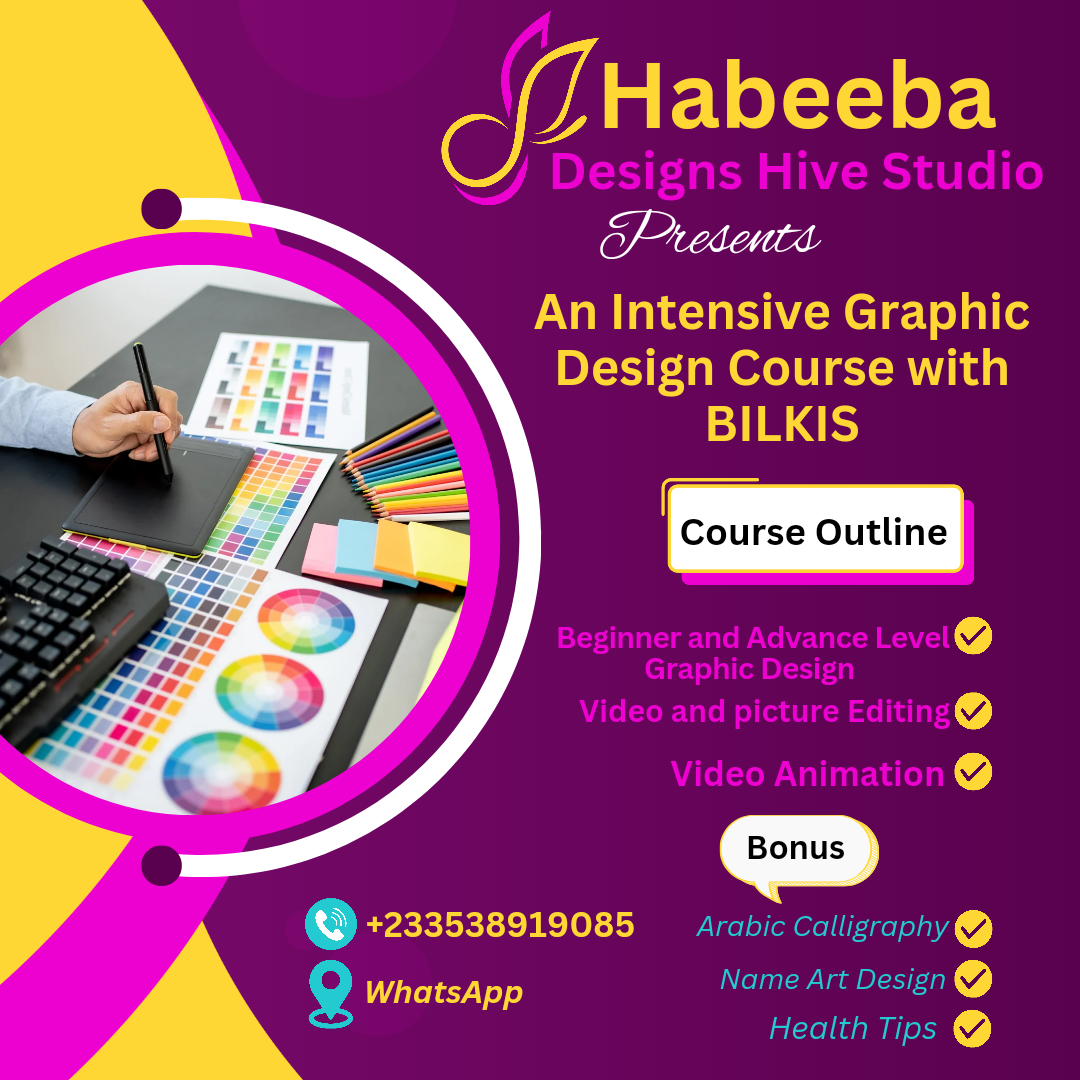 Habeeba
Designs Hive Studio
Presents
An Intensive Graphic
Design Course with
BILKIS
Course Outline
Beginner and Advance Level
Graphic Design
Video and picture Editing
Video Animation
Bonus
Arabic Calligraphy
Name Art Design
Health Tips
+233538919085
WhatsApp